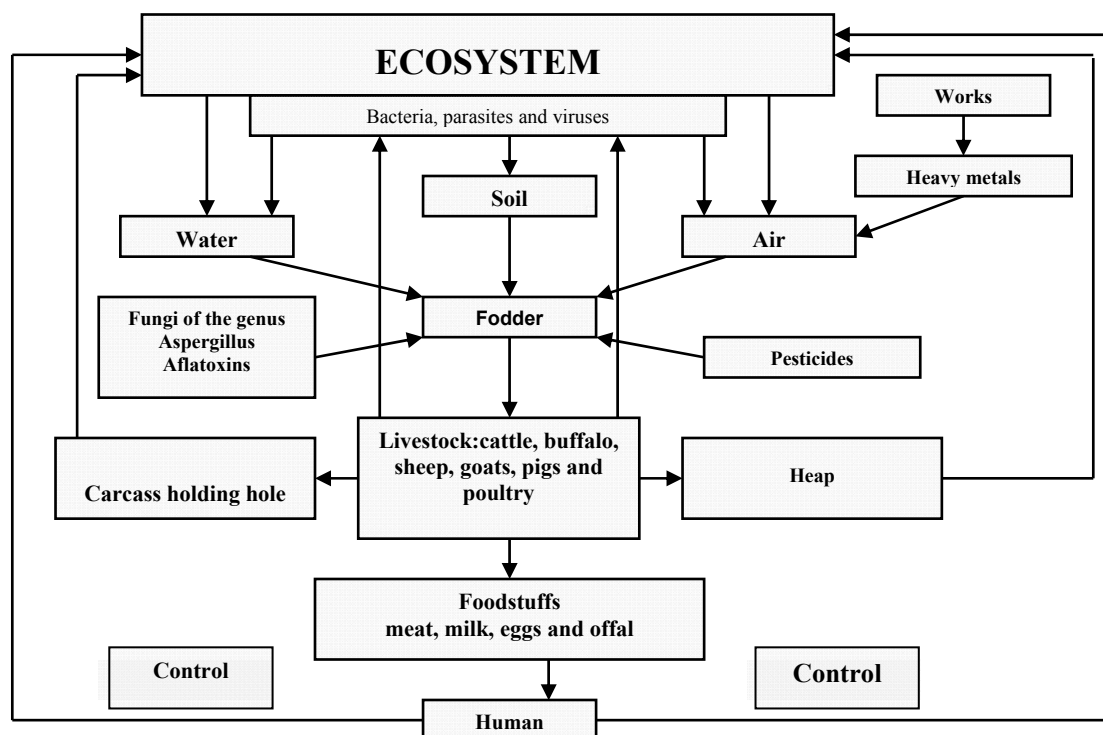 ECOSYSTEM
Bacteria, parasites and viruses
Works
Heavy metals
Soil
Water
Air
Fungi of the genus
Aspergillus
Aflatoxins
Fodder
Pesticides
Livestock:cattle, buffalo,
sheep, goats, pigs and
poultry
Carcass holding hole
Heap
Foodstuffs
meat, milk, eggs and offal
Control
Control
Human